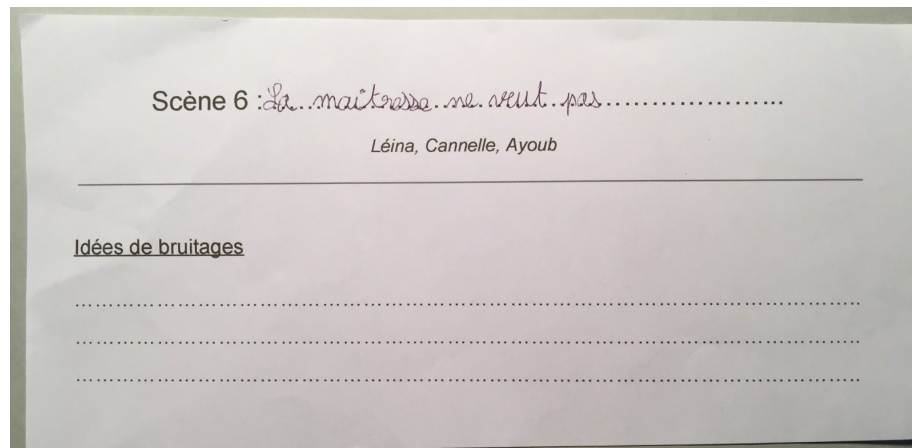 Scène 6 : La maitresse ne veut pas
Léina, Cannelle, Ayoub
Idées de bruitages